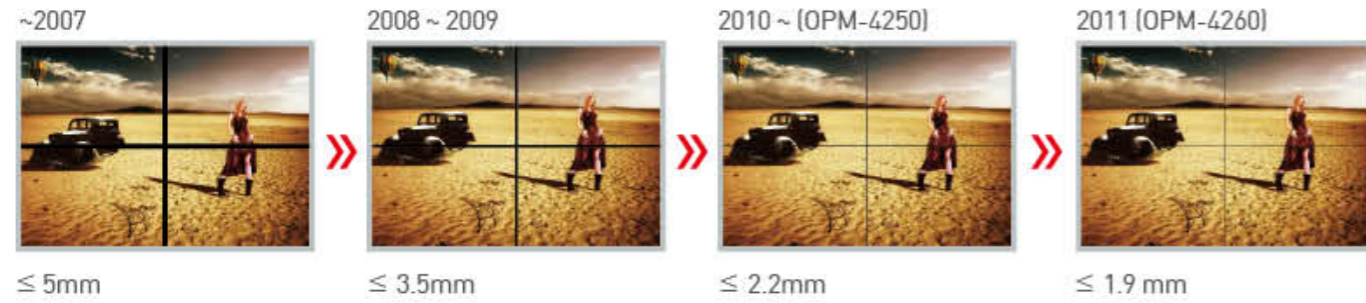 ~2007
2008 ~ 2009
2010 ~ (OPM-4250)
2011 (OPM-4260)
≤ 5mm
≤ 3.5mm
≤ 2.2mm
≤ 1.9 mm